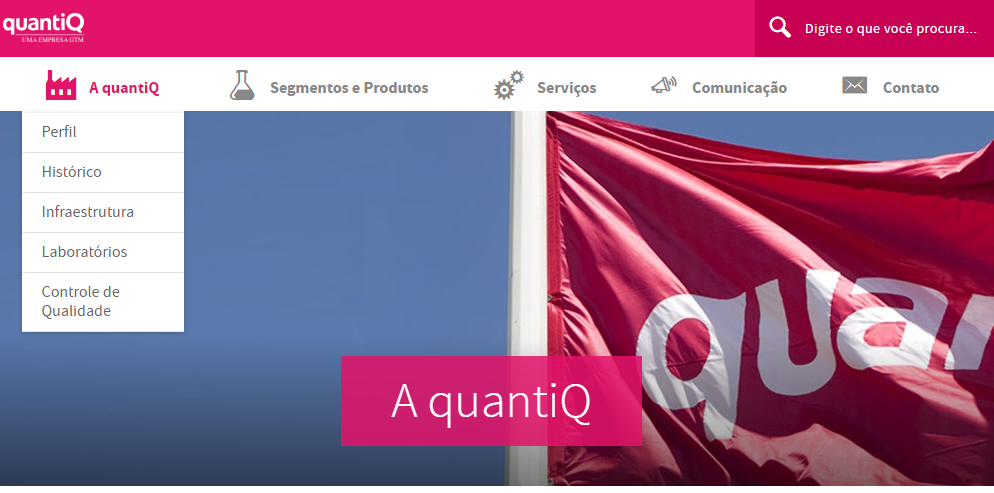 quantiQ
UMA EMPRESA GTM
Digite o que você procura...
A quantiQ
Segmentos e Produtos
Serviços
Comunicação
Contato
Perfil
Histórico
Infraestrutura
Laboratórios
Controle de
Qualidade
quan
A quantiQ